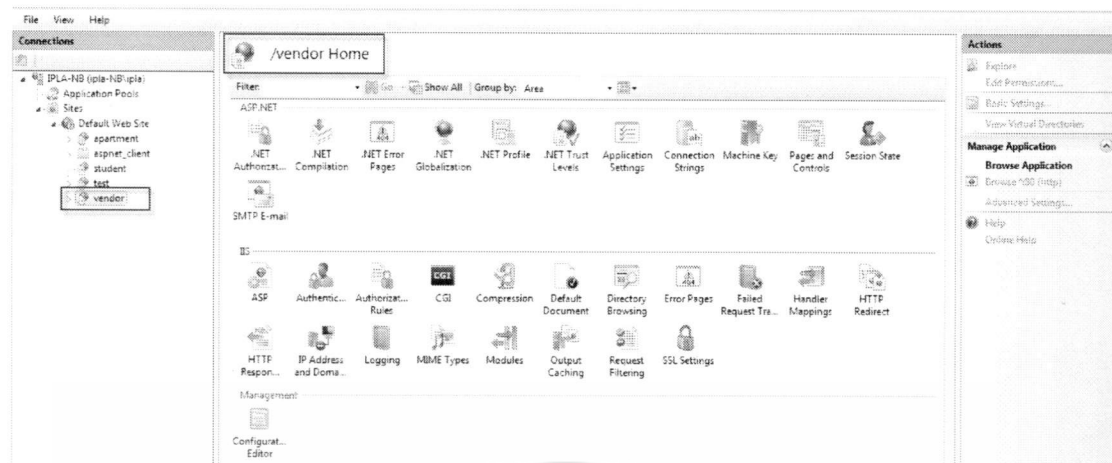 File View Help
Connections
IPLA-NB (ipla-NB\ipla)
Application Pools
Sites
Default Web Site
apartment
aspnet_client
student
test
vendor
/vendor Home
Filter: Go Show All Group by: Area
ASP.NET
.NET Authorizat... .NET Compilation .NET Error Pages .NET Globalization .NET Profile .NET Trust Levels Application Settings Connection Strings Machine Key Pages and Controls Session State
SMTP E-mail
IIS
ASP Authentic... Authorizat... Rules CGI Compression Default Document Directory Browsing Error Pages Failed Request Tra... Handler Mappings HTTP Redirect
HTTP Respon... IP Address and Doma... Logging MIME Types Modules Output Caching Request Filtering SSL Settings
Management
Configurat... Editor
Actions
Explore
Edit Permissions...
Basic Settings...
View Virtual Directories
Manage Application
Browse Application
Browse *:80 (http)
Advanced Settings...
Help
Online Help